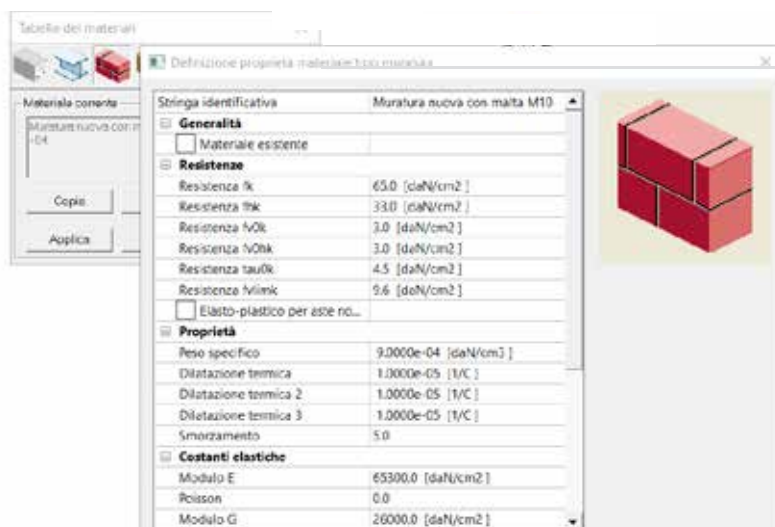 Tabella dei materiali
Materiale corrente
Muratura nuova con m
-04
Copia
Applica
Definizione proprietà materiale tipo muratura
Stringa identificativa Muratura nuova con malta M10
Generalità
Materiale esistente
Resistenze
Resistenza fk 65.0 [daN/cm2 ]
Resistenza fhk 33.0 [daN/cm2 ]
Resistenza fv0k 3.0 [daN/cm2 ]
Resistenza fv0hk 3.0 [daN/cm2 ]
Resistenza tau0k 4.5 [daN/cm2 ]
Resistenza fvlimk 9.6 [daN/cm2 ]
Elasto-plastico per aste no...
Proprietà
Peso specifico 9.0000e-04 [daN/cm3 ]
Dilatazione termica 1.0000e-05 [1/C ]
Dilatazione termica 2 1.0000e-05 [1/C ]
Dilatazione termica 3 1.0000e-05 [1/C ]
Smorzamento 5.0
Costanti elastiche
Modulo E 65300.0 [daN/cm2 ]
Poisson 0.0
Modulo G 26000.0 [daN/cm2 ]